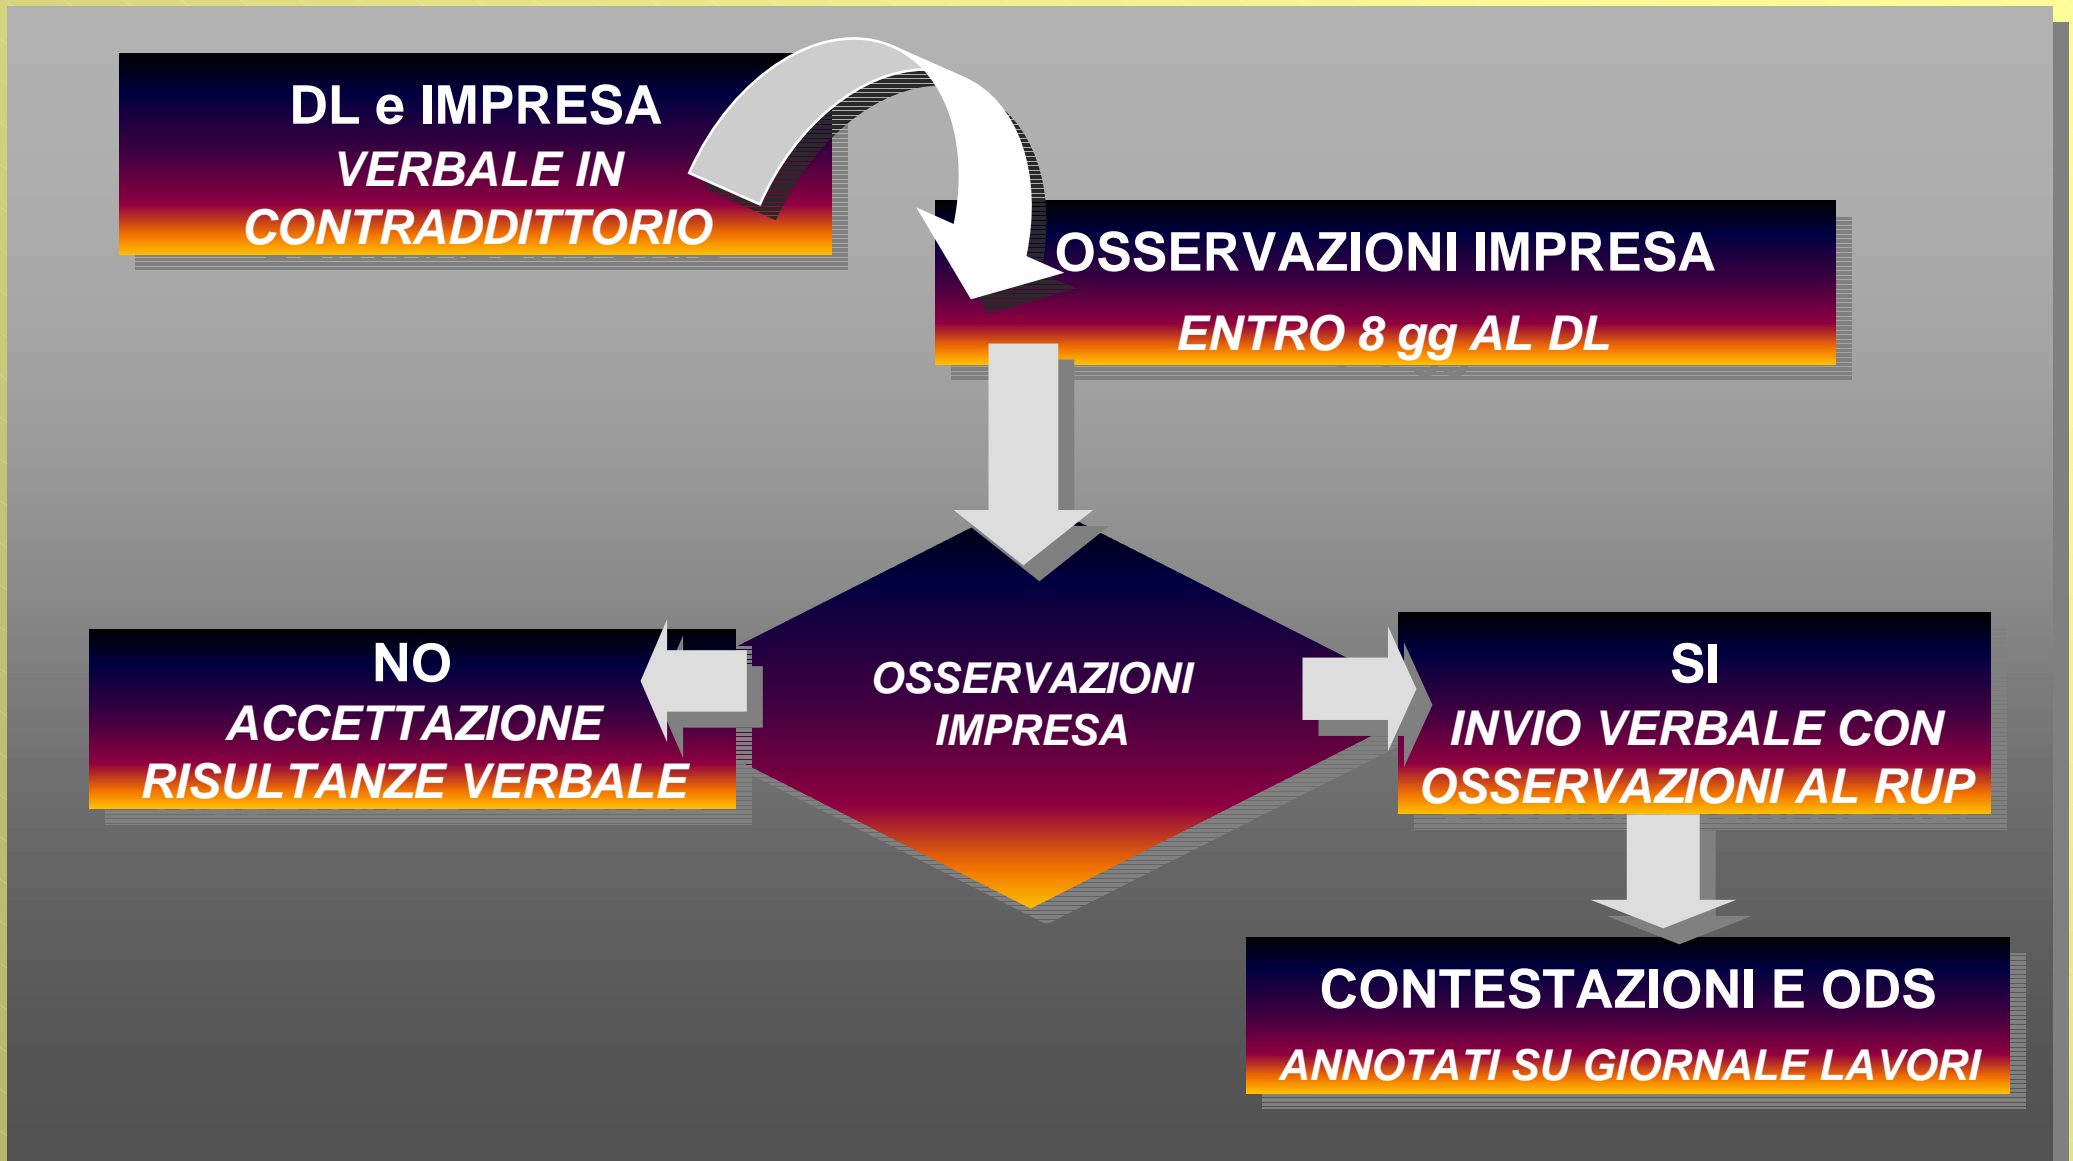 DL e IMPRESA
VERBALE IN
CONTRADDITTORIO
OSSERVAZIONI IMPRESA
ENTRO 8 gg AL DL
OSSERVAZIONI
IMPRESA
NO
ACCETTAZIONE
RISULTANZE VERBALE
SI
INVIO VERBALE CON
OSSERVAZIONI AL RUP
CONTESTAZIONI E ODS
ANNOTATI SU GIORNALE LAVORI